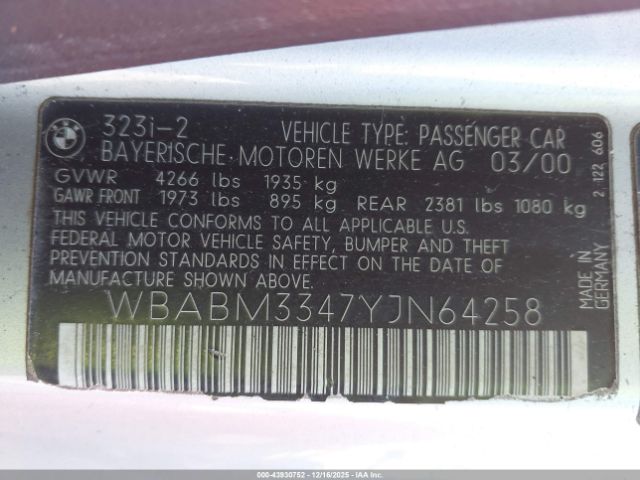 BMW
323i-2 VEHICLE TYPE: PASSENGER CAR
BAYERISCHE MOTOREN WERKE AG 03/00
GVWR 4266 lbs 1935 kg
GAWR FRONT 1973 lbs 895 kg REAR 2381 lbs 1080 kg
THIS VEHICLE CONFORMS TO ALL APPLICABLE U.S.
FEDERAL MOTOR VEHICLE SAFETY, BUMPER AND THEFT
PREVENTION STANDARDS IN EFFECT ON THE DATE OF
MANUFACTURE SHOWN ABOVE.
WBABM3347YJN64258
MADE IN GERMANY
2 122 606
000-43930752 | 12/16/2025 - IAA Inc.